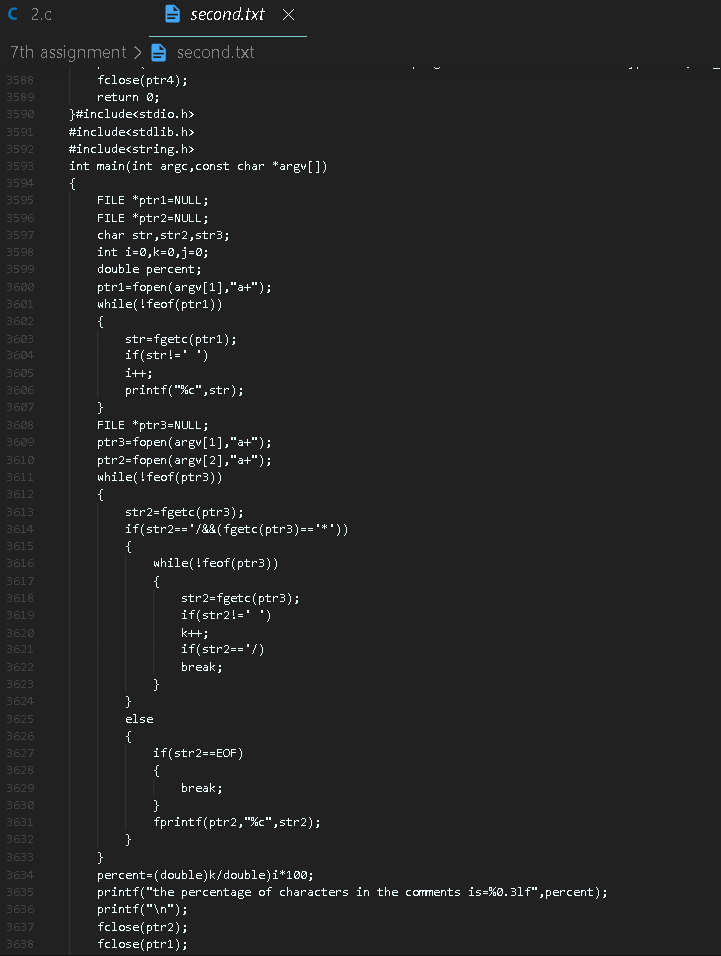 2.c
second.txt
7th assignment > second.txt
3588 fclose(ptr4);
3589 return 0;
3590 }#include<stdio.h>
3591 #include<stdlib.h>
3592 #include<string.h>
3593 int main(int argc,const char *argv[])
3594 {
3595 FILE *ptr1=NULL;
3596 FILE *ptr2=NULL;
3597 char str,str2,str3;
3598 int i=0,k=0,j=0;
3599 double percent;
3600 ptr1=fopen(argv[1],"a+");
3601 while(!feof(ptr1))
3602 {
3603 str=fgetc(ptr1);
3604 if(str!=' ')
3605 i++;
3606 printf("%c",str);
3607 }
3608 FILE *ptr3=NULL;
3609 ptr3=fopen(argv[1],"a+");
3610 ptr2=fopen(argv[2],"a+");
3611 while(!feof(ptr3))
3612 {
3613 str2=fgetc(ptr3);
3614 if(str2=='/&&(fgetc(ptr3)=='*'))
3615 {
3616 while(!feof(ptr3))
3617 {
3618 str2=fgetc(ptr3);
3619 if(str2!=' ')
3620 k++;
3621 if(str2=='/)
3622 break;
3623 }
3624 }
3625 else
3626 {
3627 if(str2==EOF)
3628 {
3629 break;
3630 }
3631 fprintf(ptr2,"%c",str2);
3632 }
3633 }
3634 percent=(double)k/double)i*100;
3635 printf("the percentage of characters in the comments is=%0.3lf",percent);
3636 printf("\n");
3637 fclose(ptr2);
3638 fclose(ptr1);